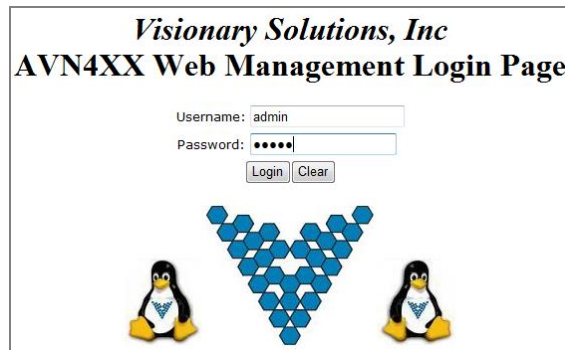 Visionary Solutions, Inc
AVN4XX Web Management Login Page
Username: admin
Password: •••••
Login Clear